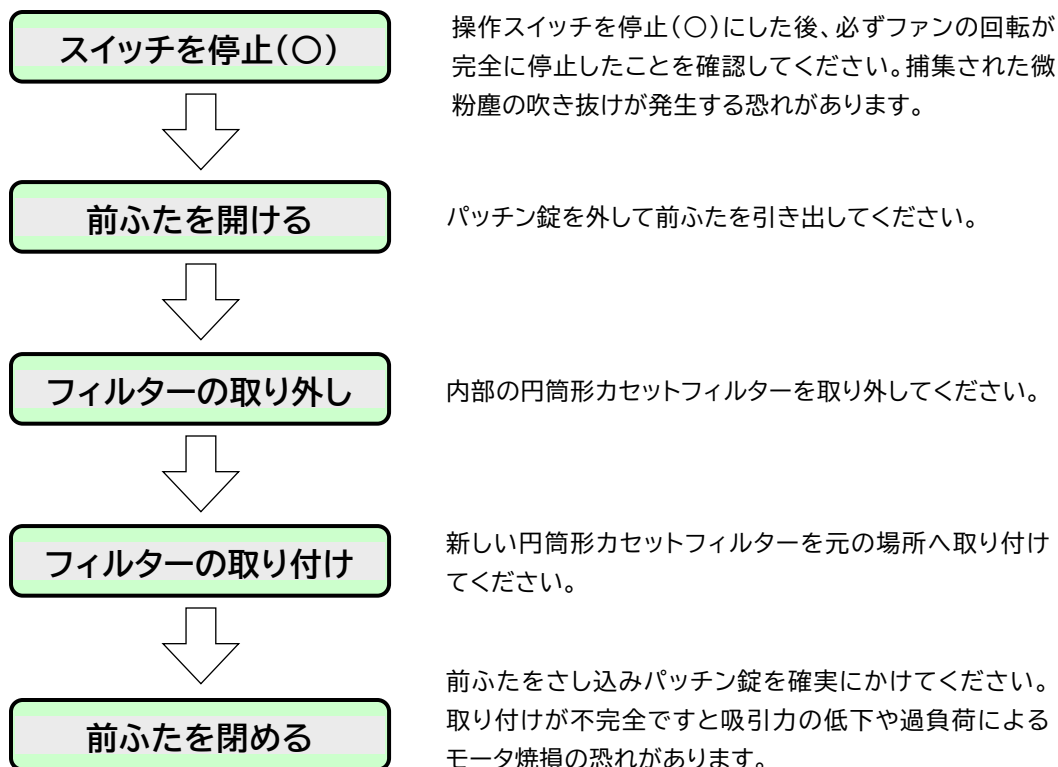 スイッチを停止(〇)
操作スイッチを停止(〇)にした後、必ずファンの回転が
完全に停止したことを確認してください。捕集された微
粉塵の吹き抜けが発生する恐れがあります。
前ふたを開ける
パッチン錠を外して前ふたを引き出してください。
フィルターの取り外し
内部の円筒形カセットフィルターを取り外してください。
フィルターの取り付け
新しい円筒形カセットフィルターを元の場所へ取り付け
てください。
前ふたを閉める
前ふたをさし込みパッチン錠を確実にかけてください。
取り付けが不完全ですと吸引力の低下や過負荷による
モータ焼損の恐れがあります。